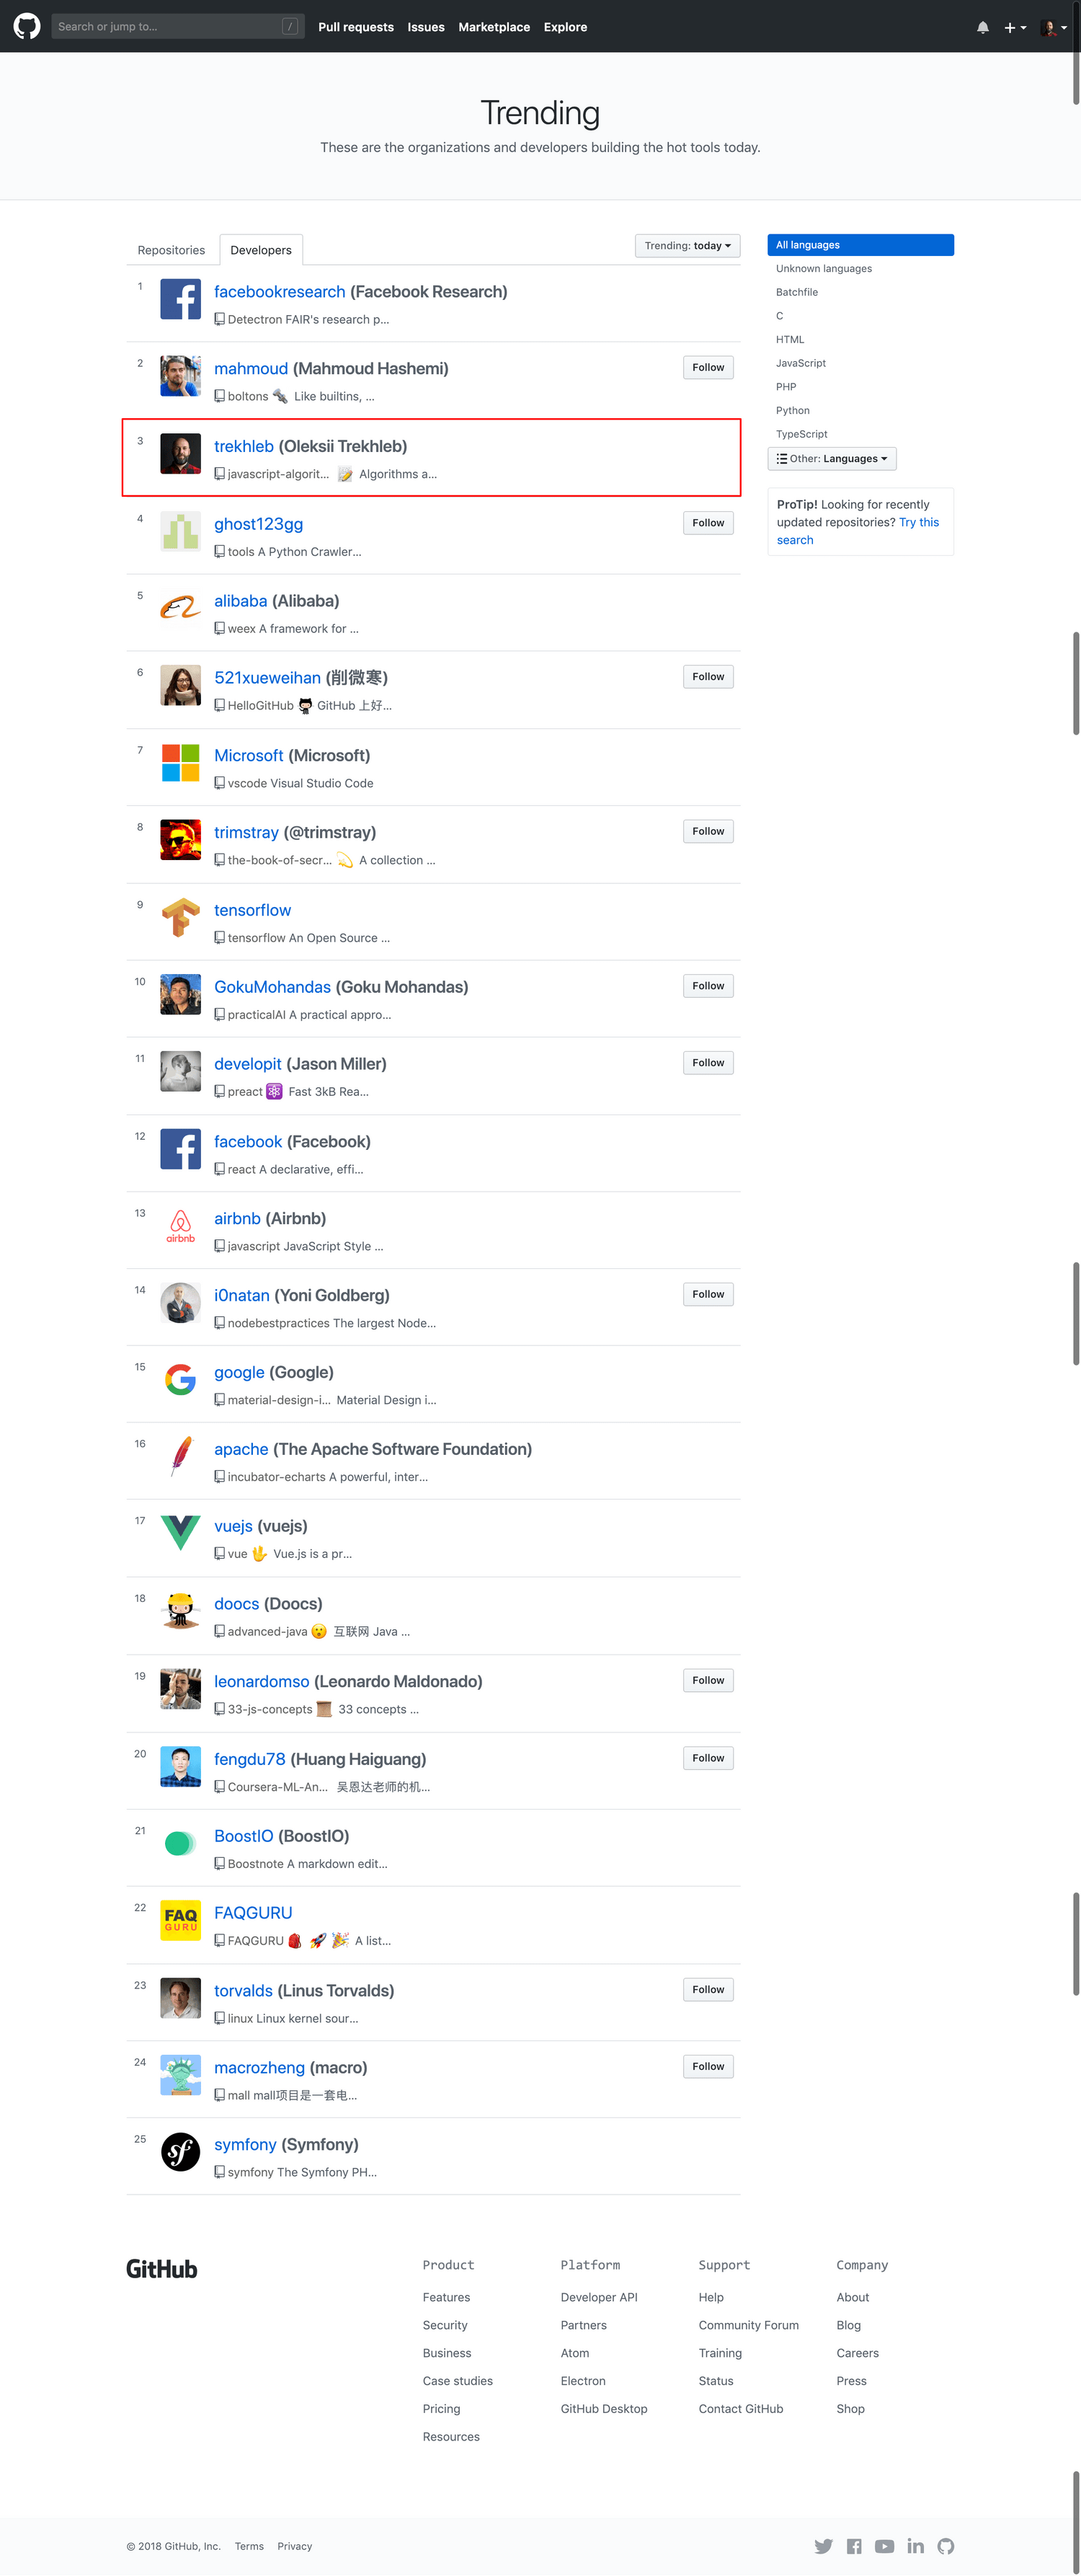 Search or jump to... /
Pull requests Issues Marketplace Explore
Trending
These are the organizations and developers building the hot tools today.
Repositories Developers
Trending: today
1
facebookresearch (Facebook Research)
Detectron FAIR's research p...
2
mahmoud (Mahmoud Hashemi)
Follow
boltons 🔩 Like builtins, ...
3
trekhleb (Oleksii Trekhleb)
javascript-algorit... 📝 Algorithms a...
4
ghost123gg
Follow
tools A Python Crawler...
5
alibaba (Alibaba)
weex A framework for ...
6
521xueweihan (削微寒)
Follow
HelloGitHub GitHub 上好...
7
Microsoft (Microsoft)
vscode Visual Studio Code
8
trimstray (@trimstray)
Follow
the-book-of-secr... 💫 A collection ...
9
tensorflow
tensorflow An Open Source ...
10
GokuMohandas (Goku Mohandas)
Follow
practicalAI A practical appro...
11
developit (Jason Miller)
Follow
preact ⚛️ Fast 3kB Rea...
12
facebook (Facebook)
react A declarative, effi...
13
airbnb
airbnb (Airbnb)
javascript JavaScript Style ...
14
i0natan (Yoni Goldberg)
Follow
nodebestpractices The largest Node...
15
google (Google)
material-design-i... Material Design i...
16
apache (The Apache Software Foundation)
incubator-echarts A powerful, inter...
17
vuejs (vuejs)
vue 🖖 Vue.js is a pr...
18
doocs (Doocs)
advanced-java 😮 互联网 Java ...
19
leonardomso (Leonardo Maldonado)
Follow
33-js-concepts 📜 33 concepts ...
20
fengdu78 (Huang Haiguang)
Follow
Coursera-ML-An... 吴恩达老师的机...
21
BoostIO (BoostIO)
Boostnote A markdown edit...
22
FAQ
GURU
FAQGURU
FAQGURU 🎒 🚀 🎉 A list...
23
torvalds (Linus Torvalds)
Follow
linux Linux kernel sour...
24
macrozheng (macro)
Follow
mall mall项目是一套电...
25
sf
symfony (Symfony)
symfony The Symfony PH...
All languages
Unknown languages
Batchfile
C
HTML
JavaScript
PHP
Python
TypeScript
Other: Languages
ProTip! Looking for recently
updated repositories? Try this
search
GitHub
Product
Features
Security
Business
Case studies
Pricing
Resources
Platform
Developer API
Partners
Atom
Electron
GitHub Desktop
Support
Help
Community Forum
Training
Status
Contact GitHub
Company
About
Blog
Careers
Press
Shop
© 2018 GitHub, Inc. Terms Privacy